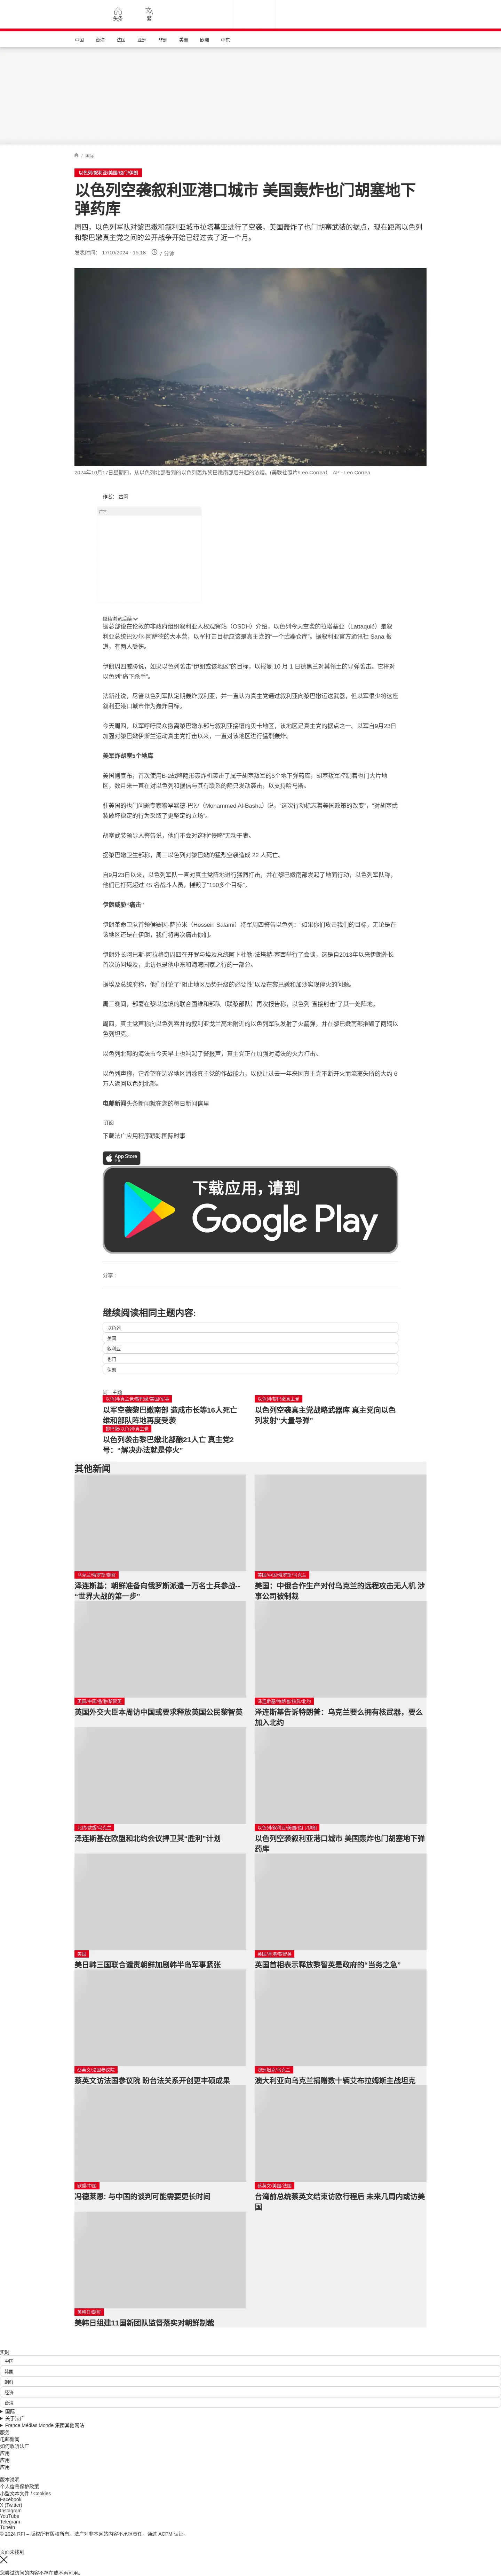 头条
繁
中国
台海
法国
亚洲
非洲
美洲
欧洲
中东
/ 国际
以色列/叙利亚/美国/也门/伊朗
以色列空袭叙利亚港口城市 美国轰炸也门胡塞地下
弹药库
周四，以色列军队对黎巴嫩和叙利亚城市拉塔基亚进行了空袭，美国轰炸了也门胡塞武装的据点，现在距离以色列
和黎巴嫩真主党之间的公开战争开始已经过去了近一个月。
发表时间： 17/10/2024 - 15:18
7 分钟
2024年10月17日星期四，从以色列北部看到的以色列轰炸黎巴嫩南部后升起的浓烟。(美联社照片/Leo Correa） AP - Leo Correa
作者： 古莉
广告
继续浏览后续
据总部设在伦敦的非政府组织叙利亚人权观察站（OSDH）介绍，以色列今天空袭的拉塔基亚（Lattaquié）是叙
利亚总统巴沙尔-阿萨德的大本营，以军打击目标应该是真主党的“一个武器仓库”。据叙利亚官方通讯社 Sana 报
道，有两人受伤。
伊朗周四威胁说，如果以色列袭击“伊朗或该地区”的目标，以报复 10 月 1 日德黑兰对其领土的导弹袭击，它将对
以色列“痛下杀手”。
法新社说，尽管以色列军队定期轰炸叙利亚，并一直认为真主党通过叙利亚向黎巴嫩运送武器，但以军很少将这座
叙利亚港口城市作为轰炸目标。
今天周四，以军呼吁民众撤离黎巴嫩东部与叙利亚接壤的贝卡地区，该地区是真主党的据点之一。以军自9月23日
加强对黎巴嫩伊斯兰运动真主党打击以来，一直对该地区进行猛烈轰炸。
美军炸胡塞5个地库
美国则宣布，首次使用B-2战略隐形轰炸机袭击了属于胡塞叛军的5个地下弹药库，胡塞叛军控制着也门大片地
区，数月来一直在对以色列和据信与其有联系的船只发动袭击，以支持哈马斯。
驻美国的也门问题专家穆罕默德-巴沙（Mohammed Al-Basha）说，“这次行动标志着美国政策的改变”，“对胡塞武
装破坏稳定的行为采取了更坚定的立场”。
胡塞武装领导人警告说，他们不会对这种“侵略”无动于衷。
据黎巴嫩卫生部称，周三以色列对黎巴嫩的猛烈空袭造成 22 人死亡。
自9月23日以来，以色列军队一直对真主党阵地进行猛烈打击，并在黎巴嫩南部发起了地面行动，以色列军队称，
他们已打死超过 45 名战斗人员，摧毁了“150多个目标”。
伊朗威胁“痛击”
伊朗革命卫队首领侯赛因-萨拉米（Hossein Salami）将军周四警告以色列：“如果你们攻击我们的目标，无论是在
该地区还是在伊朗，我们将再次痛击你们。
伊朗外长阿巴斯-阿拉格奇周四在开罗与埃及总统阿卜杜勒-法塔赫-塞西举行了会谈，这是自2013年以来伊朗外长
首次访问埃及，此访也是他中东和海湾国家之行的一部分。
据埃及总统府称，他们讨论了“阻止地区局势升级的必要性”以及在黎巴嫩和加沙实现停火的问题。
周三晚间，部署在黎以边境的联合国维和部队（联黎部队）再次报告称，以色列“直接射击”了其一处阵地。
周四，真主党声称向以色列吞并的叙利亚戈兰高地附近的以色列军队发射了火箭弹，并在黎巴嫩南部摧毁了两辆以
色列坦克。
以色列北部的海法市今天早上也响起了警报声，真主党正在加强对海法的火力打击。
以色列声称，它希望在边界地区消除真主党的作战能力，以便让过去一年来因真主党不断开火而流离失所的大约 6
万人返回以色列北部。
电邮新闻头条新闻就在您的每日新闻信里
订阅
下载法广应用程序跟踪国际时事
App Store
下载
下载应用，请到
Google Play
分享 :
继续阅读相同主题内容:
以色列
美国
叙利亚
也门
伊朗
同一主题
以色列/真主党/黎巴嫩/美国/军事
以军空袭黎巴嫩南部 造成市长等16人死亡
维和部队阵地再度受袭
以色列/黎巴嫩真主党
以色列空袭真主党战略武器库 真主党向以色
列发射“大量导弹”
黎巴嫩/以色列/真主党
以色列袭击黎巴嫩北部酿21人亡 真主党2
号：“解决办法就是停火”
其他新闻
乌克兰/俄罗斯/朝鲜
泽连斯基：朝鲜准备向俄罗斯派遣一万名士兵参战--
“世界大战的第一步”
美国/中国/俄罗斯/乌克兰
美国：中俄合作生产对付乌克兰的远程攻击无人机 涉
事公司被制裁
英国/中国/香港/黎智英
英国外交大臣本周访中国或要求释放英国公民黎智英
泽连斯基/特朗普/核武/北约
泽连斯基告诉特朗普：乌克兰要么拥有核武器，要么
加入北约
北约/欧盟/乌克兰
泽连斯基在欧盟和北约会议捍卫其“胜利”计划
以色列/叙利亚/美国/也门/伊朗
以色列空袭叙利亚港口城市 美国轰炸也门胡塞地下弹
药库
美国
美日韩三国联合谴责朝鲜加剧韩半岛军事紧张
英国/香港/黎智英
英国首相表示释放黎智英是政府的“当务之急”
蔡英文/法国参议院
蔡英文访法国参议院 盼台法关系开创更丰硕成果
澳洲坦克/乌克兰
澳大利亚向乌克兰捐赠数十辆艾布拉姆斯主战坦克
欧盟/中国
冯德莱恩: 与中国的谈判可能需要更长时间
蔡英文/美国/法国
台湾前总统蔡英文结束访欧行程后 未来几周内或访美
国
美韩日/朝鲜
美韩日组建11国新团队监督落实对朝鲜制裁
实时
中国
韩国
朝鲜
经济
台湾
国际
关于法广
France Médias Monde 集团其他网站
服务
电邮新闻
如何收听法广
应用
应用
应用
版本说明
个人信息保护政策
小型文本文件 / Cookies
Facebook
X (Twitter)
Instagram
YouTube
Telegram
TuneIn
© 2024 RFI – 版权所有版权所有。法广对非本网站内容不承担责任。通过 ACPM 认证。
页面未找到
您尝试访问的内容不存在或不再可用。